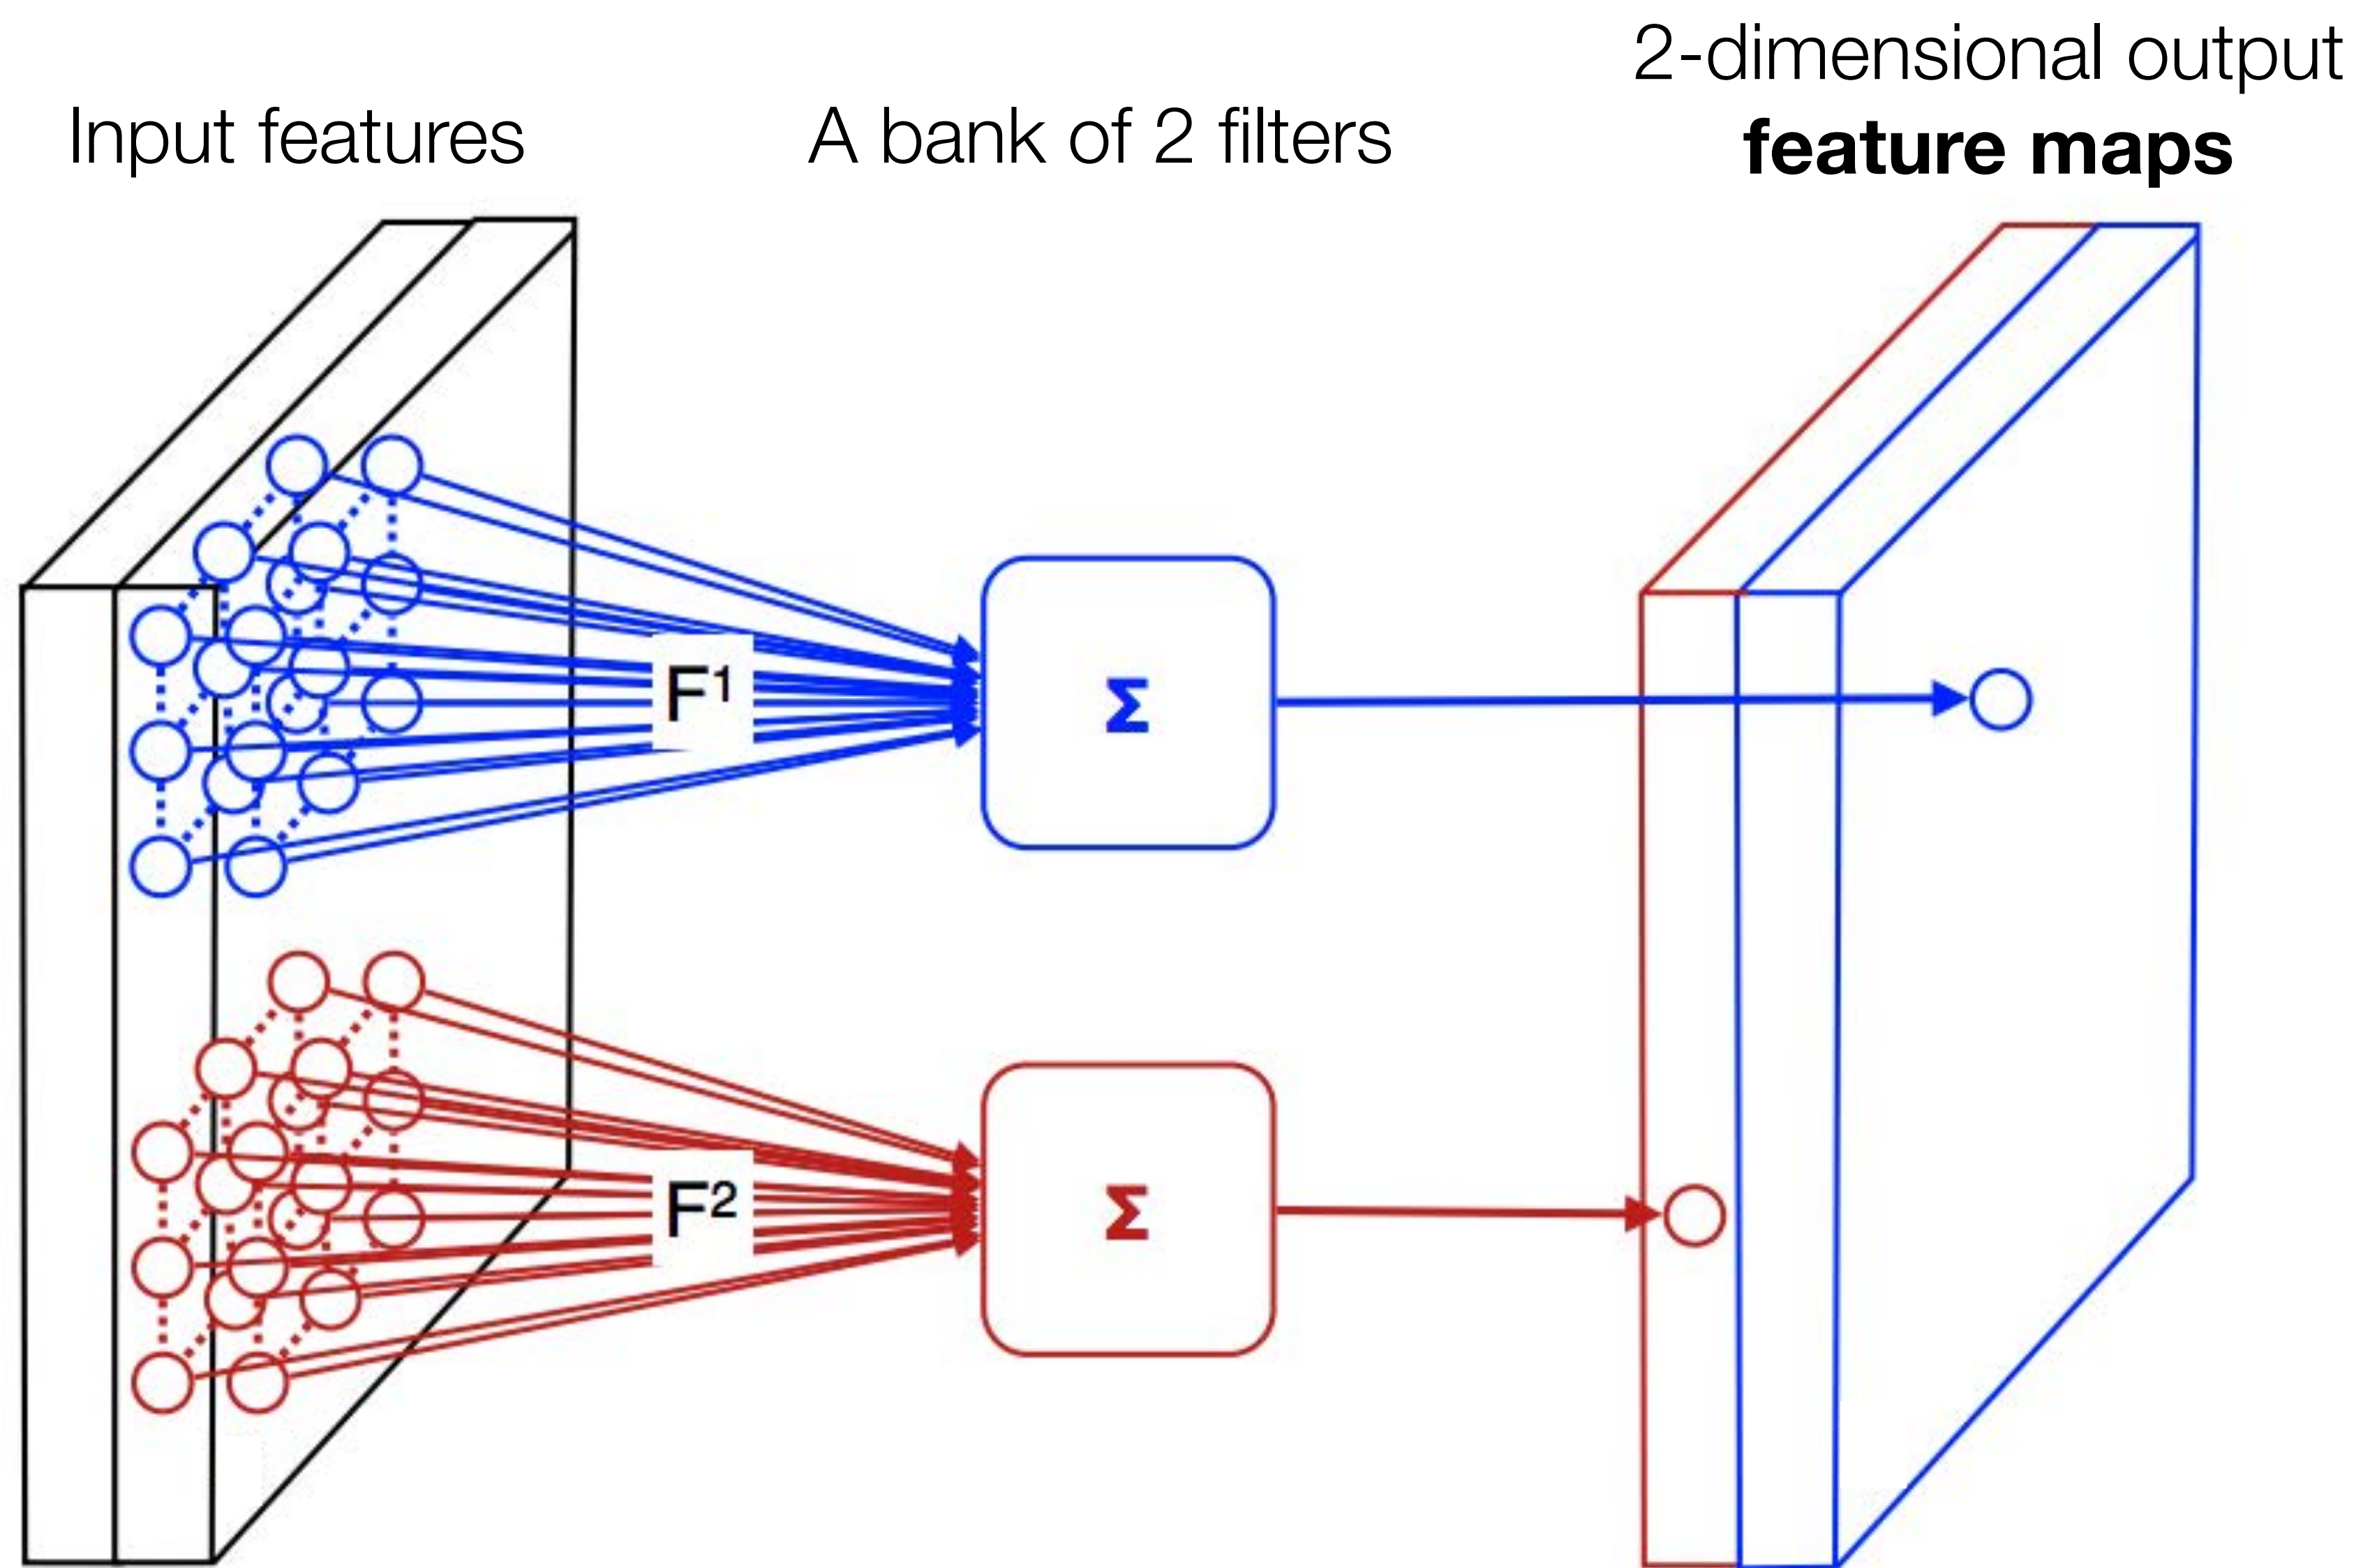 Input features
A bank of 2 filters
2-dimensional output
feature maps
F¹
Σ
F²
Σ